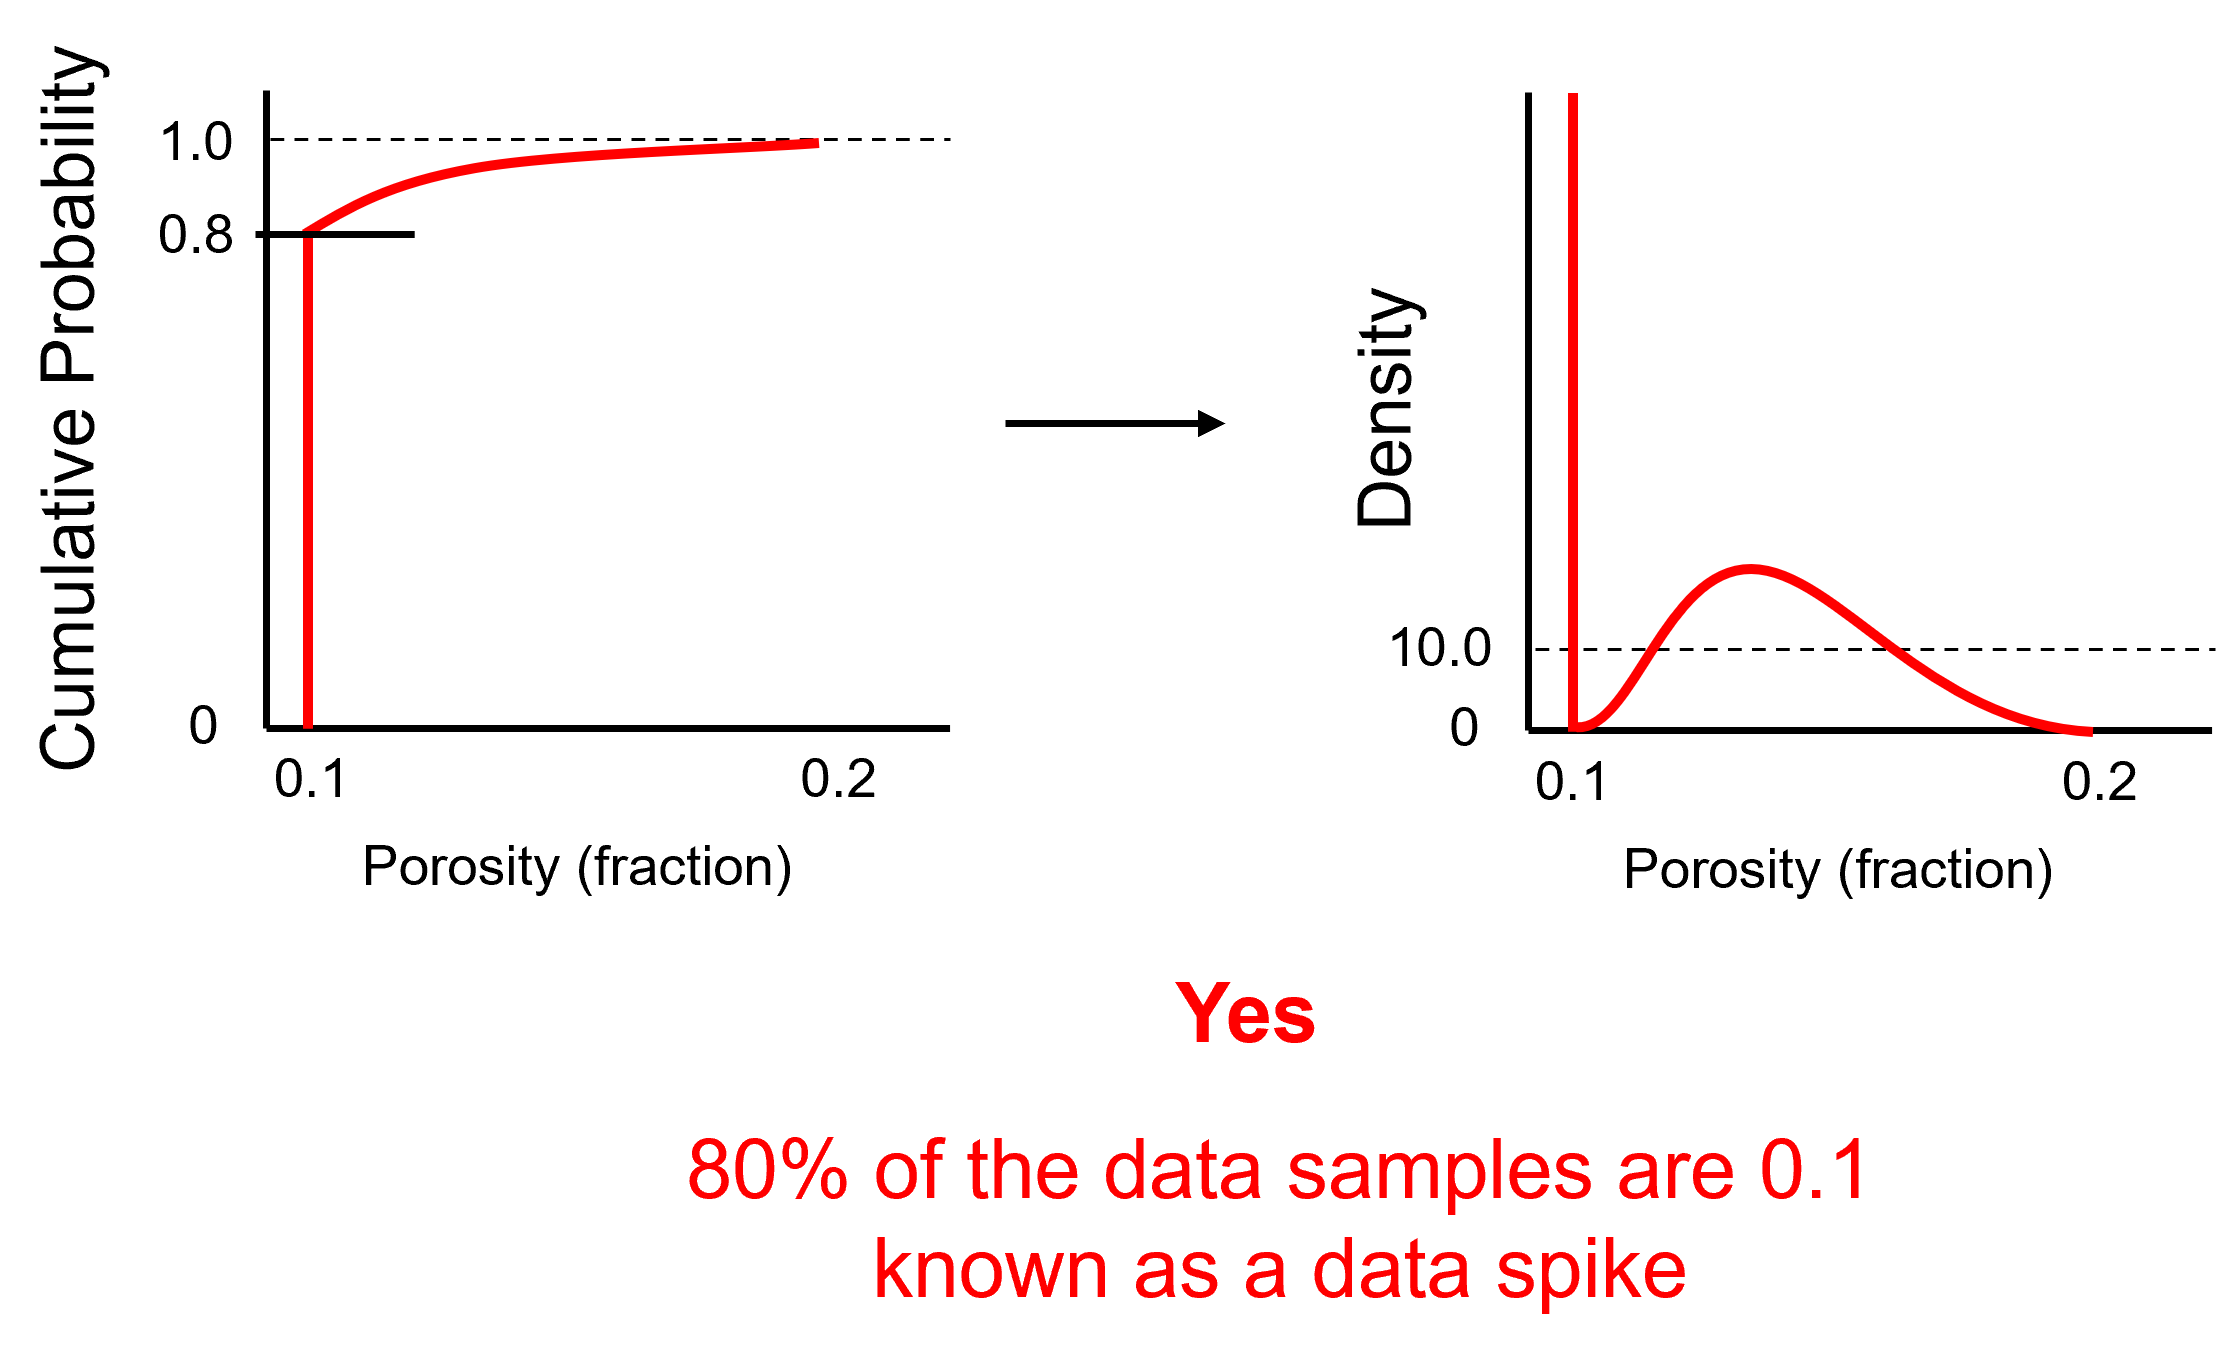 Cumulative Probability
1.0
0.8
0
0.1
0.2
Porosity (fraction)
Density
10.0
0
0.1
0.2
Porosity (fraction)
Yes
80% of the data samples are 0.1
known as a data spike